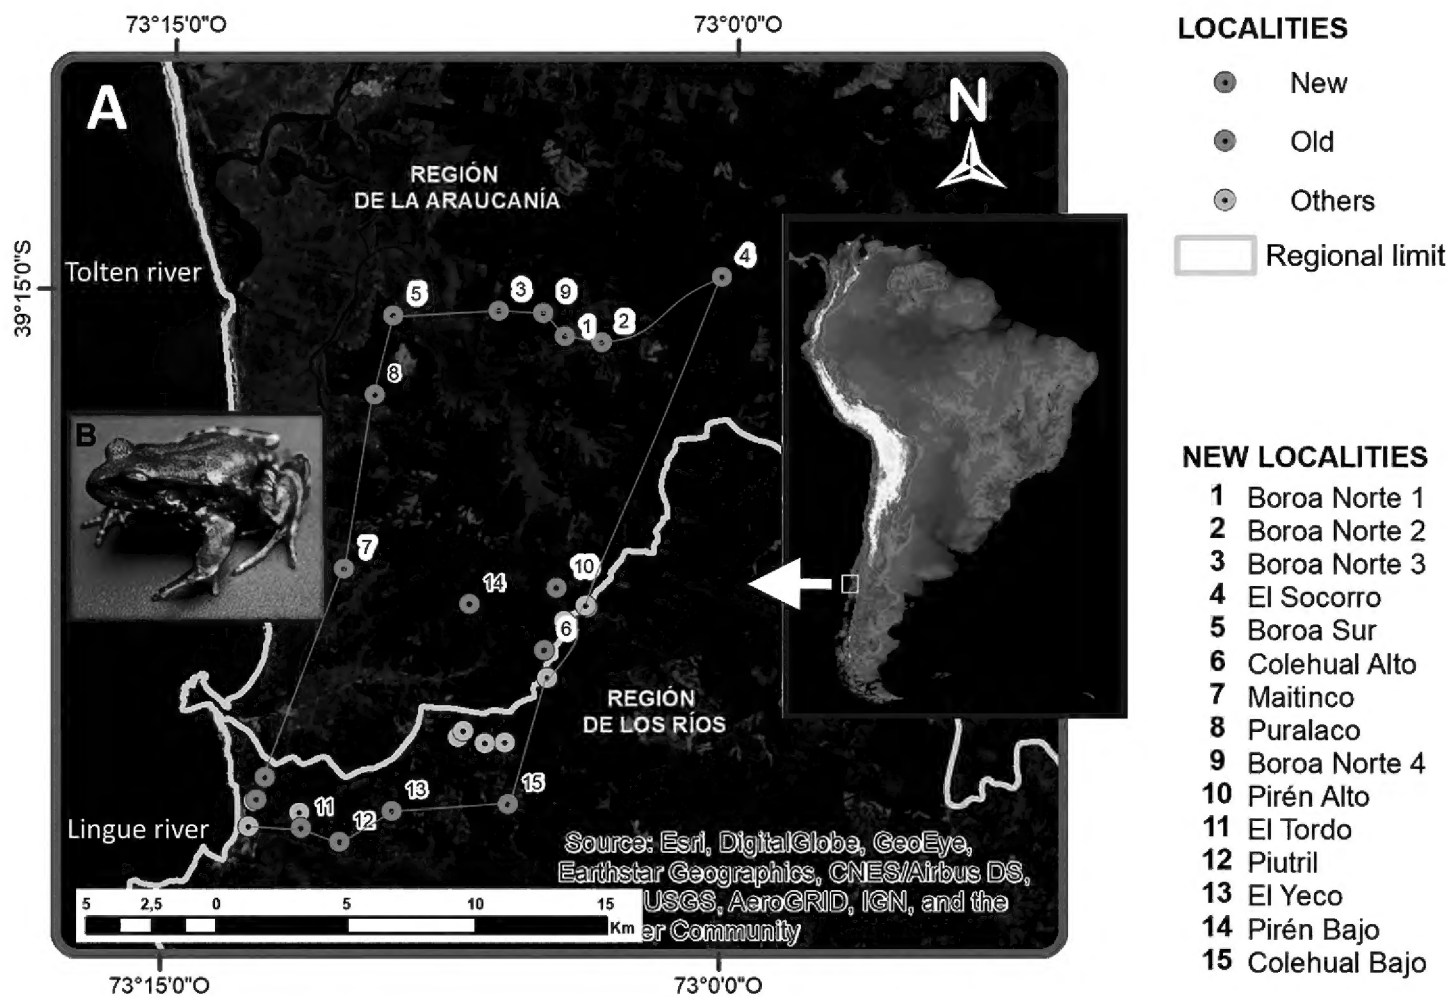 73°15'0"O
73°0'0"O
LOCALITIES
New
Old
Others
Regional limit
A
N
REGIÓN
DE LA ARAUCANÍA
Tolten river
39°15'0"S
4
5
3
9
1
2
8
B
7
14
10
6
REGIÓN
DE LOS RÍOS
15
13
11
12
Lingue river
Source: Esri, DigitalGlobe, GeoEye,
Earthstar Geographics, CNES/Airbus DS,
USGS, AeroGRID, IGN, and the
er Community
5 2,5 0 5 10 15
Km
73°15'0"O
73°0'0"O
NEW LOCALITIES
1 Boroa Norte 1
2 Boroa Norte 2
3 Boroa Norte 3
4 El Socorro
5 Boroa Sur
6 Colehual Alto
7 Maitinco
8 Puralaco
9 Boroa Norte 4
10 Pirén Alto
11 El Tordo
12 Piutril
13 El Yeco
14 Pirén Bajo
15 Colehual Bajo